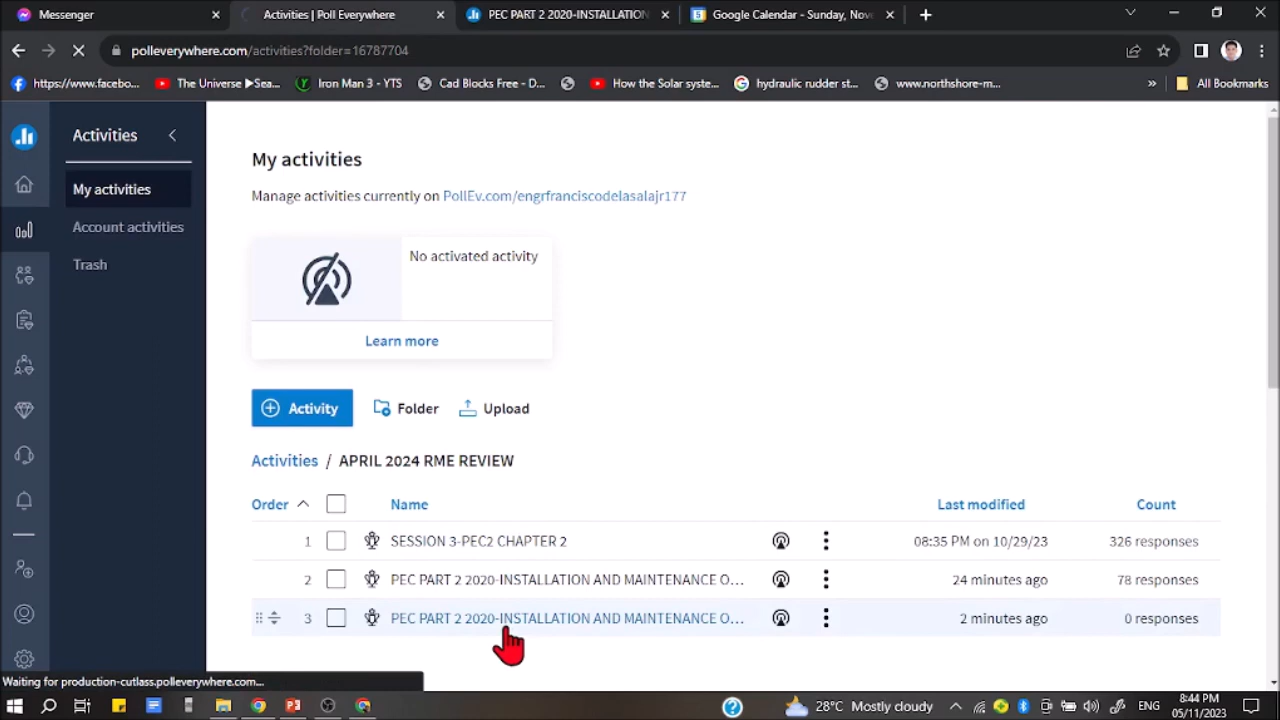 Messenger
Activities | Poll Everywhere
PEC PART 2 2020-INSTALLATION
Google Calendar - Sunday, Nove
polleverywhere.com/activities?folder=16787704
https://www.facebo...
The Universe ▶Sea...
Iron Man 3 - YTS
Cad Blocks Free - D...
How the Solar syste...
hydraulic rudder st...
www.northshore-m...
»
All Bookmarks
Activities
My activities
Account activities
Trash
My activities
Manage activities currently on PollEv.com/engrfranciscodelasalajr177
No activated activity
Learn more
Activity
Folder
Upload
Activities / APRIL 2024 RME REVIEW
Order
Name
Last modified
Count
1 SESSION 3-PEC2 CHAPTER 2 08:35 PM on 10/29/23 326 responses
2 PEC PART 2 2020-INSTALLATION AND MAINTENANCE O... 24 minutes ago 78 responses
3 PEC PART 2 2020-INSTALLATION AND MAINTENANCE O... 2 minutes ago 0 responses
Waiting for production-cutlass.polleverywhere.com...
28°C Mostly cloudy
ENG
8:44 PM
05/11/2023